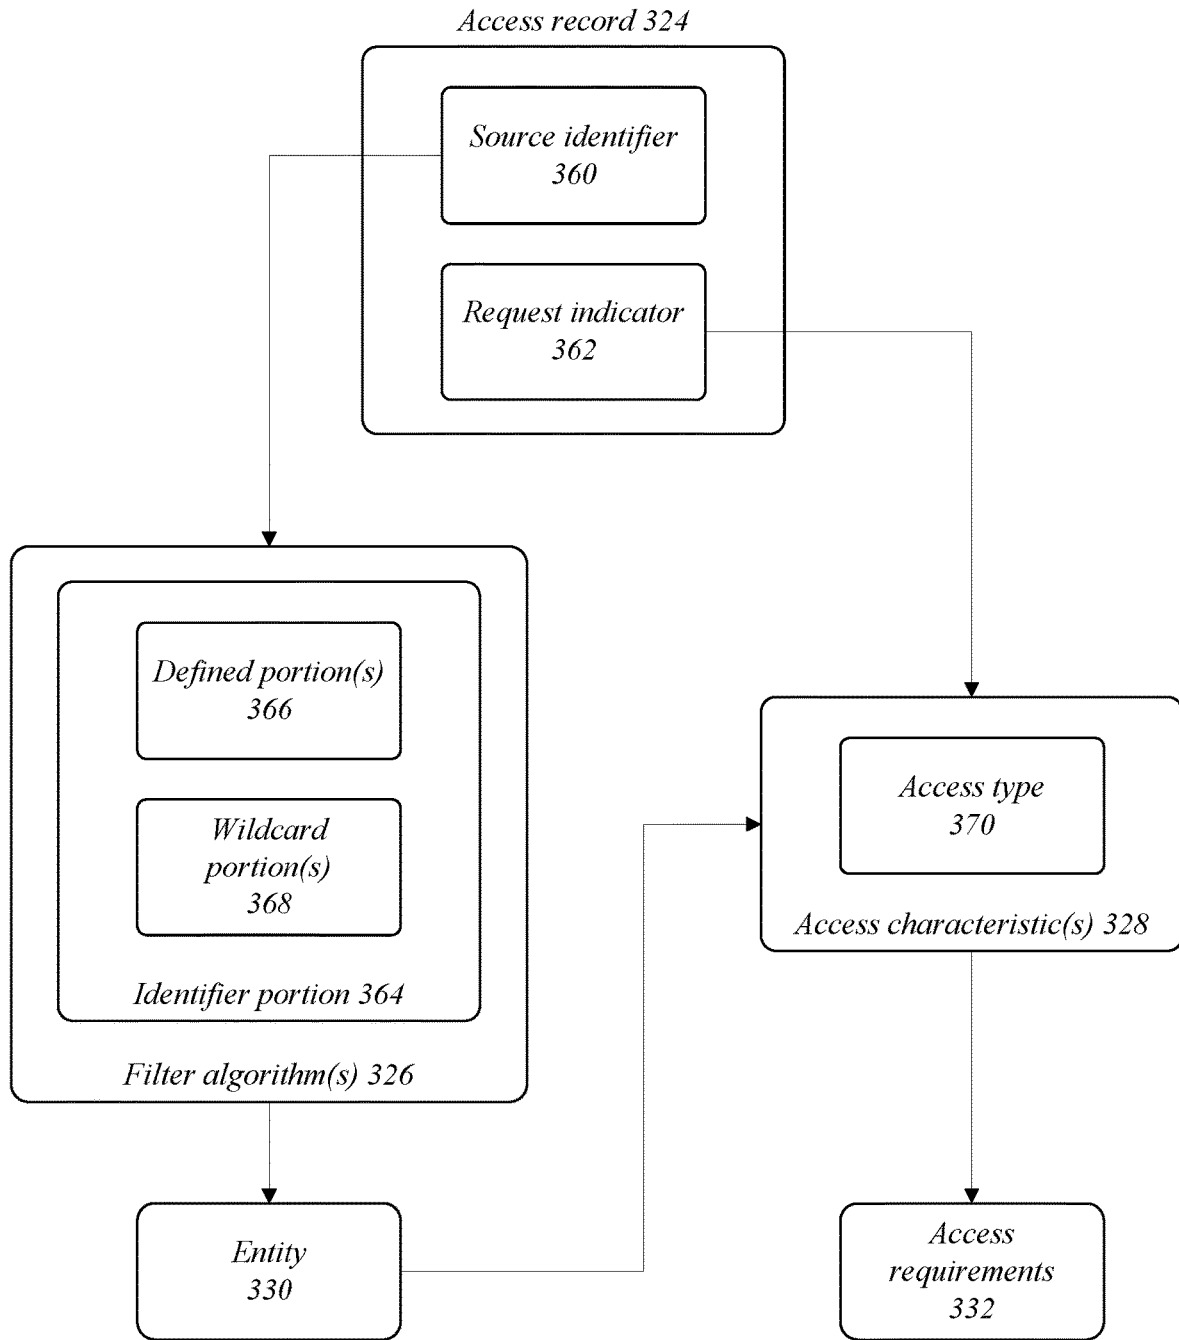 Access record 324
Source identifier
360
Request indicator
362
Defined portion(s)
366
Wildcard
portion(s)
368
Identifier portion 364
Filter algorithm(s) 326
Access type
370
Access characteristic(s) 328
Entity
330
Access
requirements
332